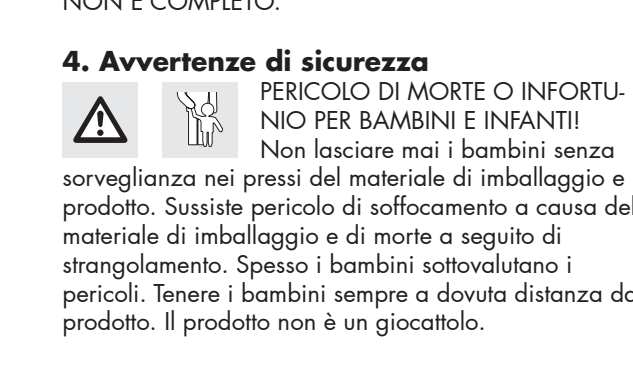 NON È COMPLETO.
4. Avvertenze di sicurezza
PERICOLO DI MORTE O INFORTU-
NIO PER BAMBINI E INFANTI!
Non lasciare mai i bambini senza
sorveglianza nei pressi del materiale di imballaggio e
prodotto. Sussiste pericolo di soffocamento a causa del
materiale di imballaggio e di morte a seguito di
strangolamento. Spesso i bambini sottovalutano i
pericoli. Tenere i bambini sempre a dovuta distanza
prodotto. Il prodotto non è un giocattolo.